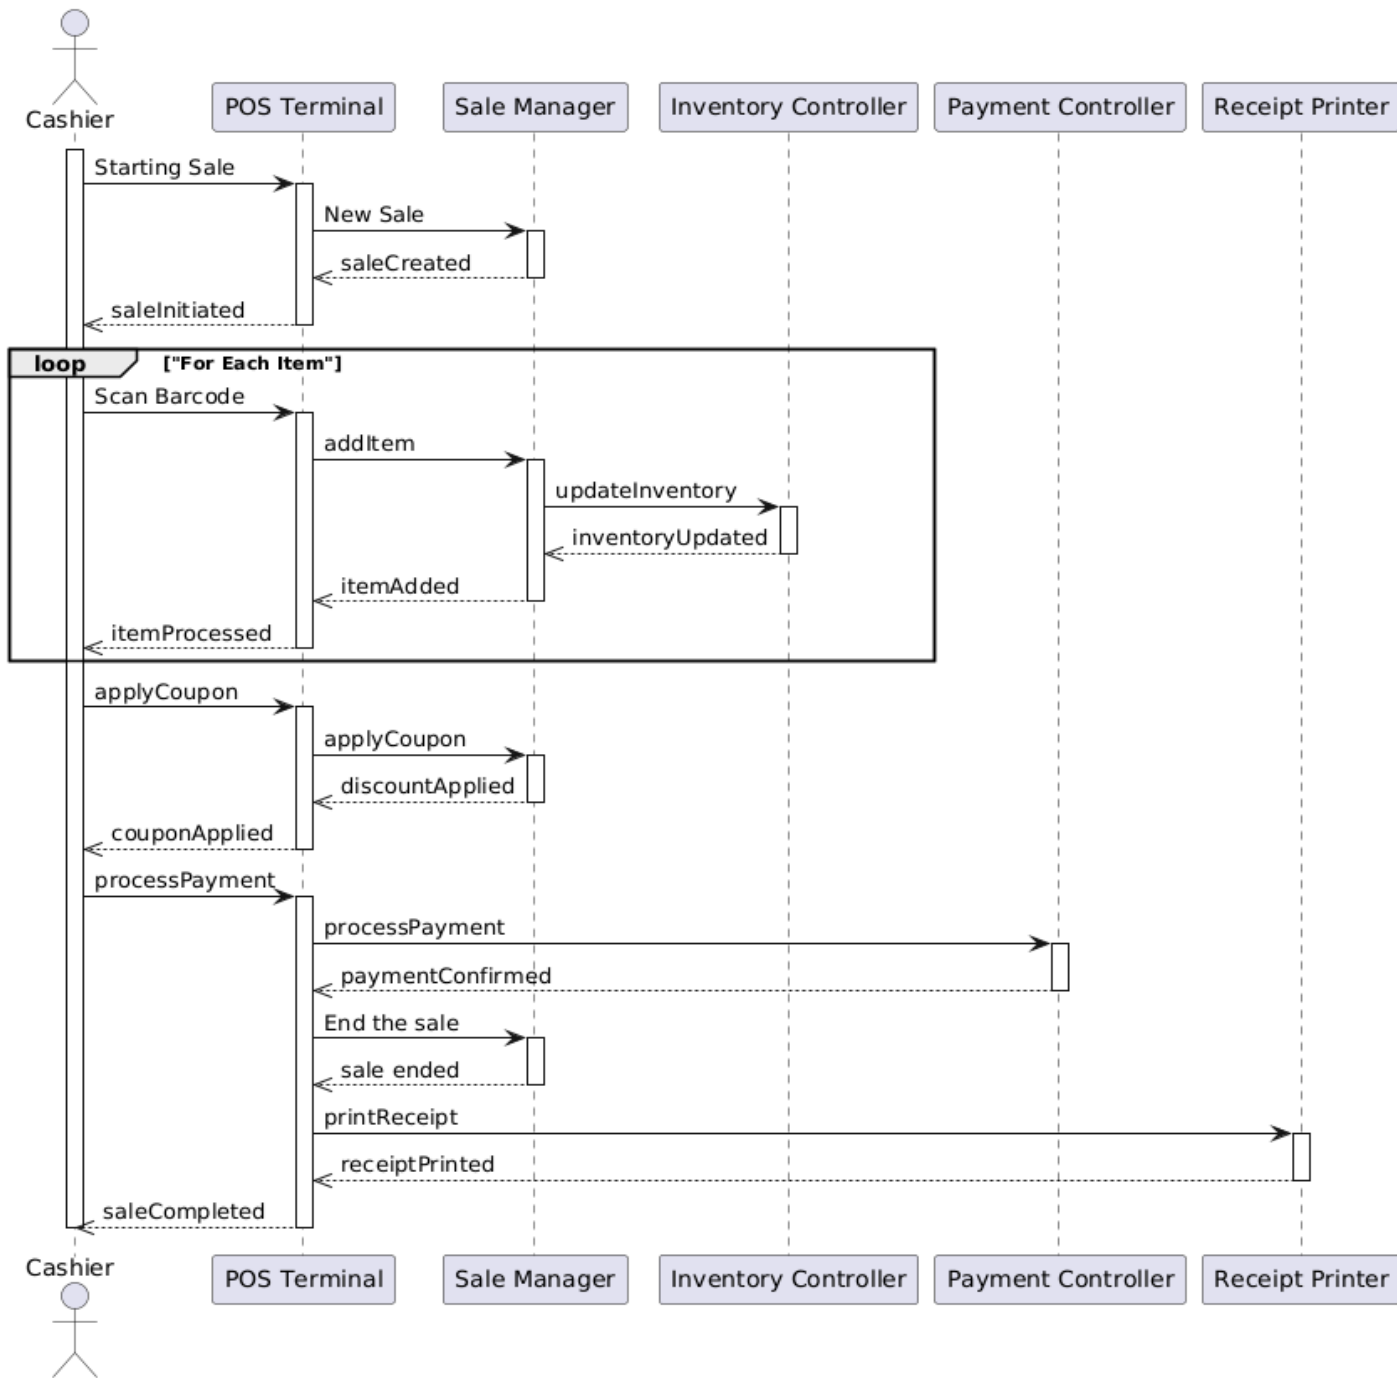 Cashier
POS Terminal
Sale Manager
Inventory Controller
Payment Controller
Receipt Printer
Starting Sale
New Sale
saleCreated
saleInitiated
loop
["For Each Item"]
Scan Barcode
addItem
updateInventory
inventoryUpdated
itemAdded
itemProcessed
applyCoupon
applyCoupon
discountApplied
couponApplied
processPayment
processPayment
paymentConfirmed
End the sale
sale ended
printReceipt
receiptPrinted
saleCompleted
Cashier
POS Terminal
Sale Manager
Inventory Controller
Payment Controller
Receipt Printer